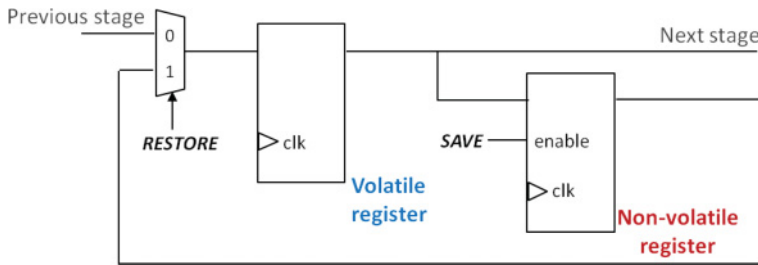 Previous stage
0
Next stage
1
RESTORE
clk
SAVE
enable
clk
Volatile
register
Non-volatile
register